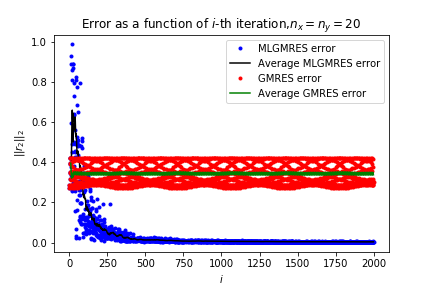 Error as a function of i-th iteration,n_x = n_y = 20
MLGMRES error
Average MLGMRES error
GMRES error
Average GMRES error
||r_2||_2
1.0
0.8
0.6
0.4
0.2
0.0
0 250 500 750 1000 1250 1500 1750 2000
i